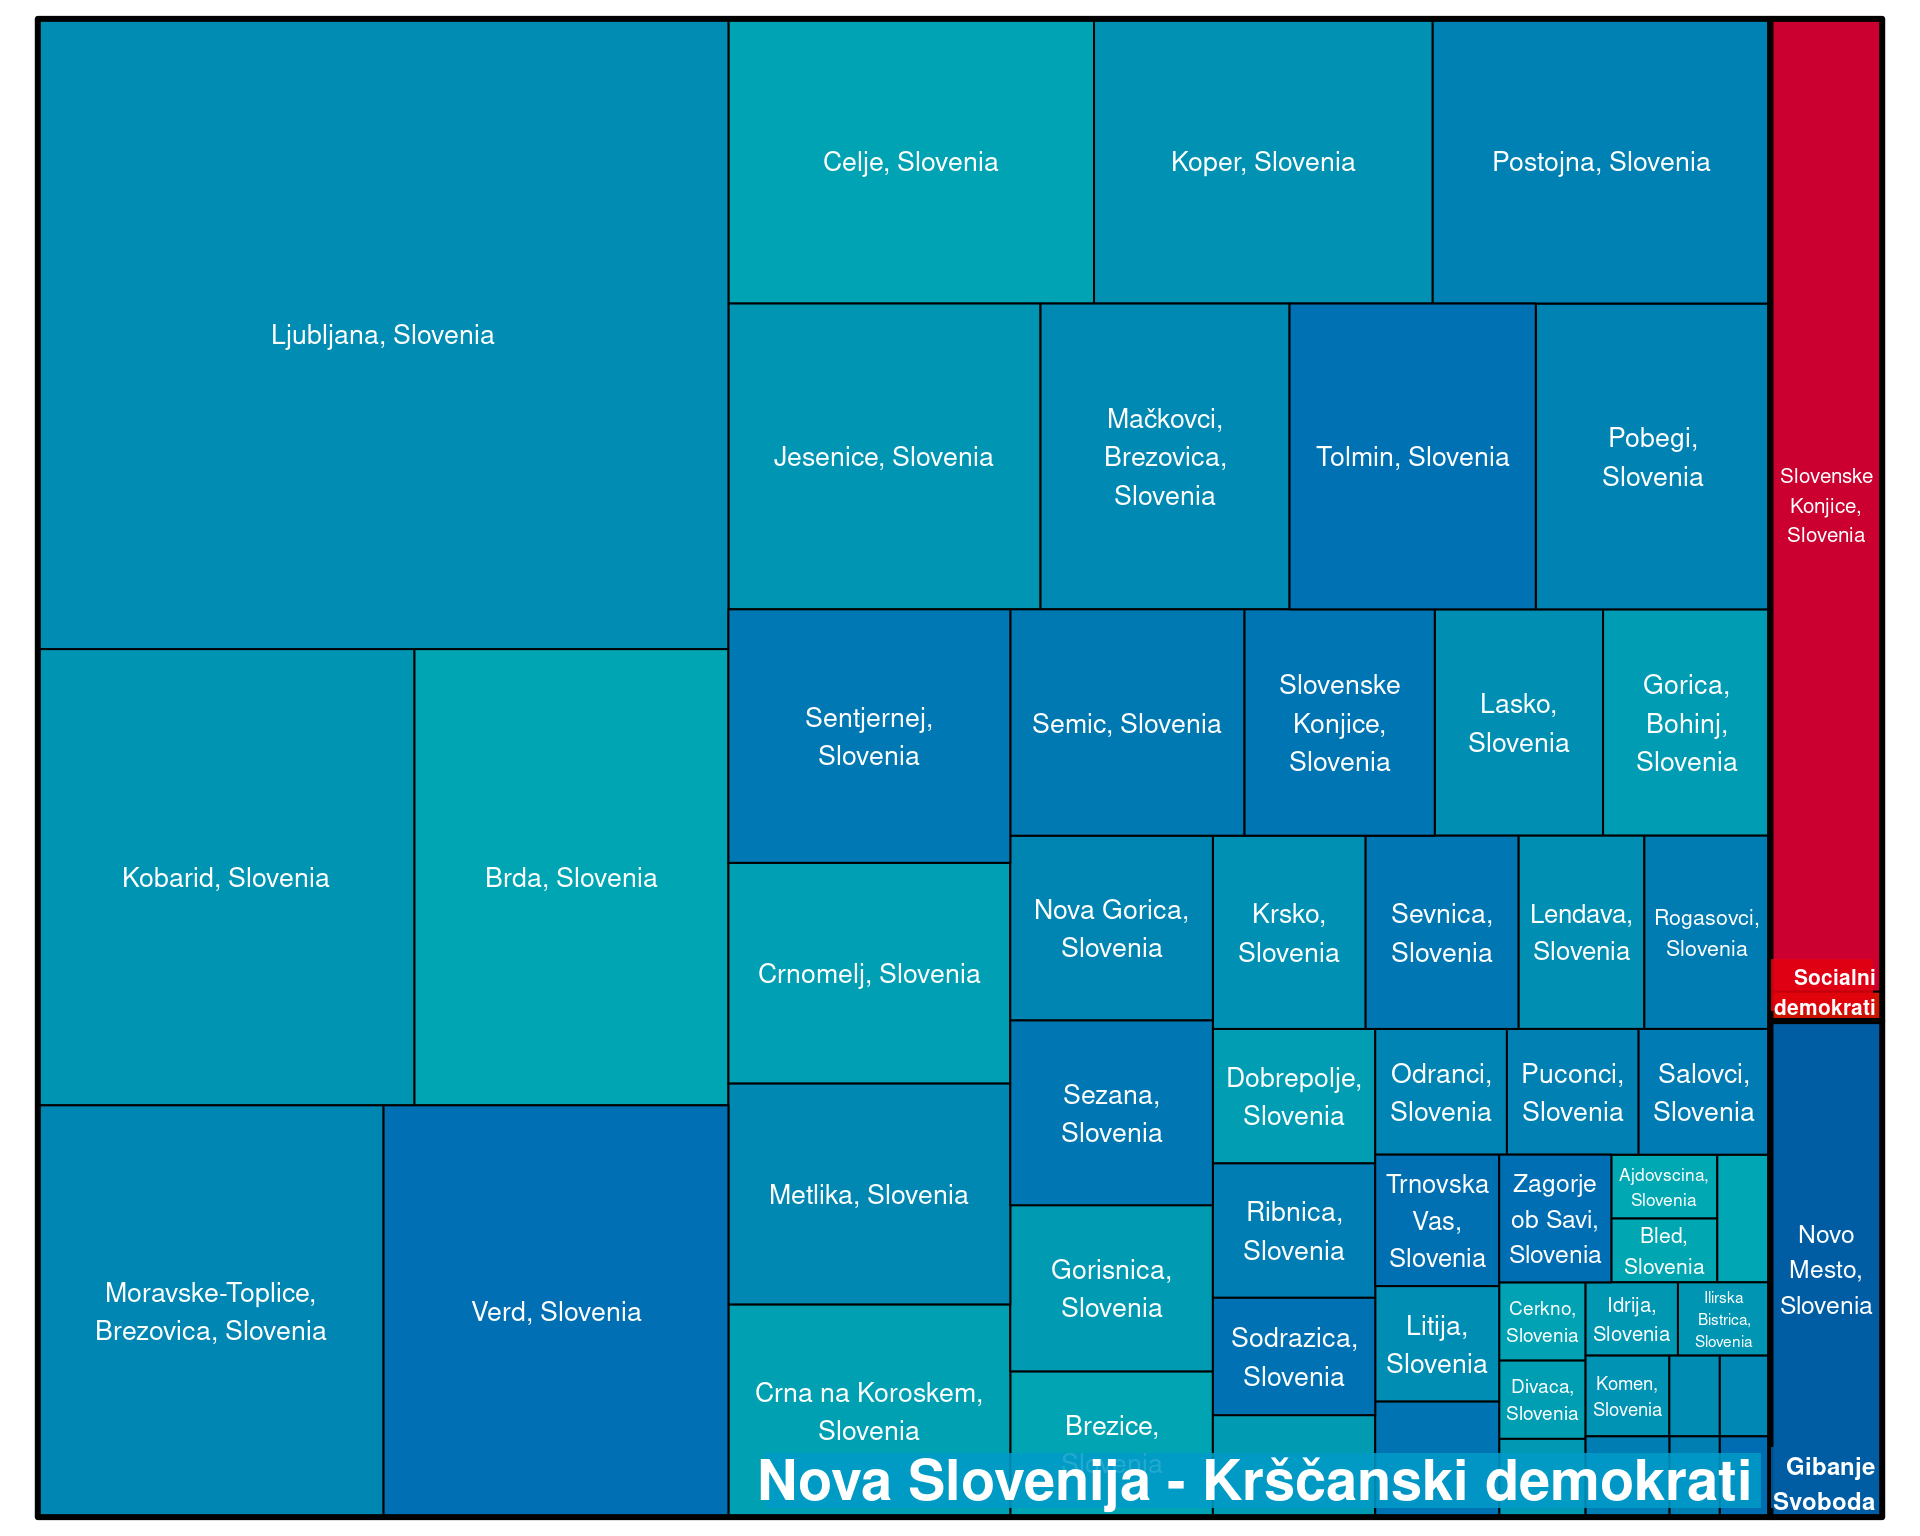 Ljubljana, Slovenia
Celje, Slovenia
Koper, Slovenia
Postojna, Slovenia
Jesenice, Slovenia
Mačkovci,
Brezovica,
Slovenia
Tolmin, Slovenia
Pobegi,
Slovenia
Slovenske
Konjice,
Slovenia
Kobarid, Slovenia
Brda, Slovenia
Sentjernej,
Slovenia
Semic, Slovenia
Slovenske
Konjice,
Slovenia
Lasko,
Slovenia
Gorica,
Bohinj,
Slovenia
Crnomelj, Slovenia
Nova Gorica,
Slovenia
Krsko,
Slovenia
Sevnica,
Slovenia
Lendava,
Slovenia
Rogasovci,
Slovenia
Socialni
demokrati
Sezana,
Slovenia
Dobrepolje,
Slovenia
Odranci,
Slovenia
Puconci,
Slovenia
Salovci,
Slovenia
Moravske-Toplice,
Brezovica, Slovenia
Verd, Slovenia
Metlika, Slovenia
Gorisnica,
Slovenia
Ribnica,
Slovenia
Trnovska
Vas,
Slovenia
Zagorje
ob Savi,
Slovenia
Ajdovscina,
Slovenia
Bled,
Slovenia
Novo
Mesto,
Slovenia
Sodrazica,
Slovenia
Litija,
Slovenia
Cerkno,
Slovenia
Idrija,
Slovenia
Ilirska
Bistrica,
Slovenia
Crna na Koroskem,
Slovenia
Brezice,
Slovenia
Divaca,
Slovenia
Komen,
Slovenia
Nova Slovenija - Krščanski demokrati
Gibanje
Svoboda